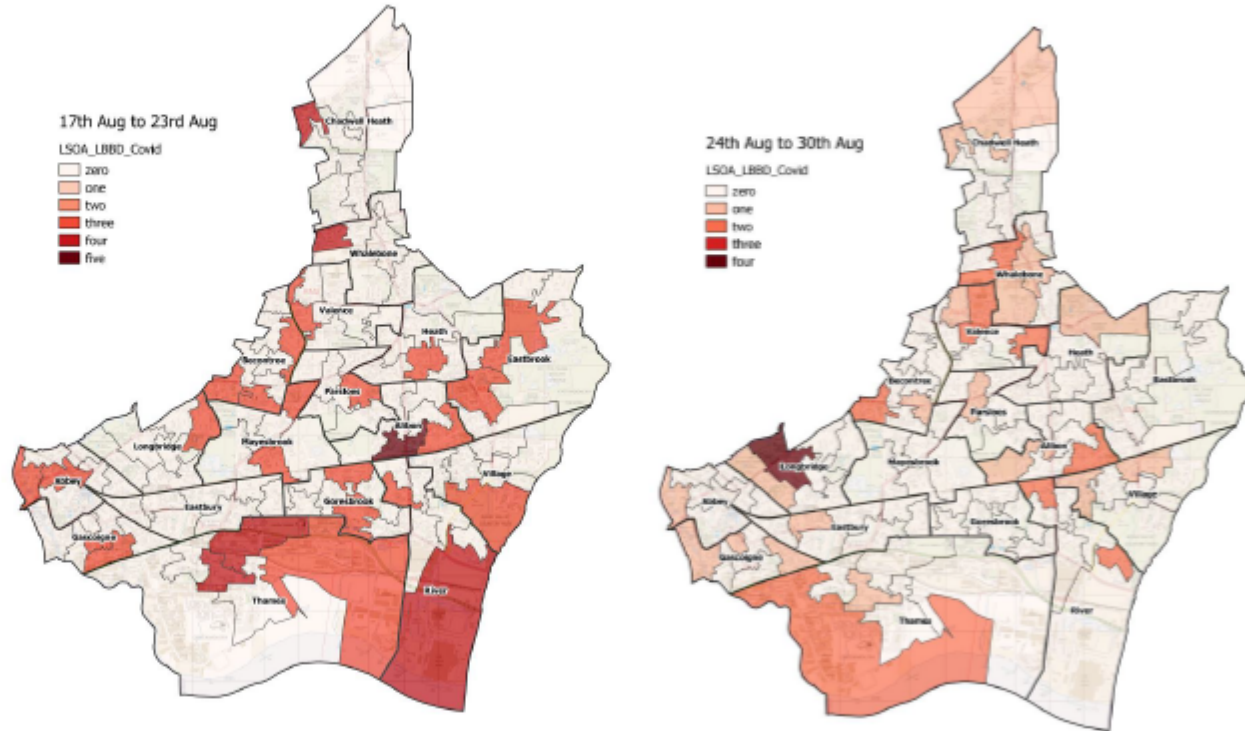 17th Aug to 23rd Aug
LSOA_LBBD_Covid
zero
one
two
three
four
five
Chadwell Heath
Whalebone
Valence
Heath
Eastbrook
Becontree
Parsloes
Alibon
Longbridge
Mayesbrook
Village
Abbey
Eastbury
Goresbrook
Gascoigne
Thames
River
24th Aug to 30th Aug
LSOA_LBBD_Covid
zero
one
two
three
four
Chadwell Heath
Whalebone
Valence
Heath
Eastbrook
Becontree
Parsloes
Alibon
Longbridge
Mayesbrook
Village
Abbey
Eastbury
Goresbrook
Gascoigne
Thames
River